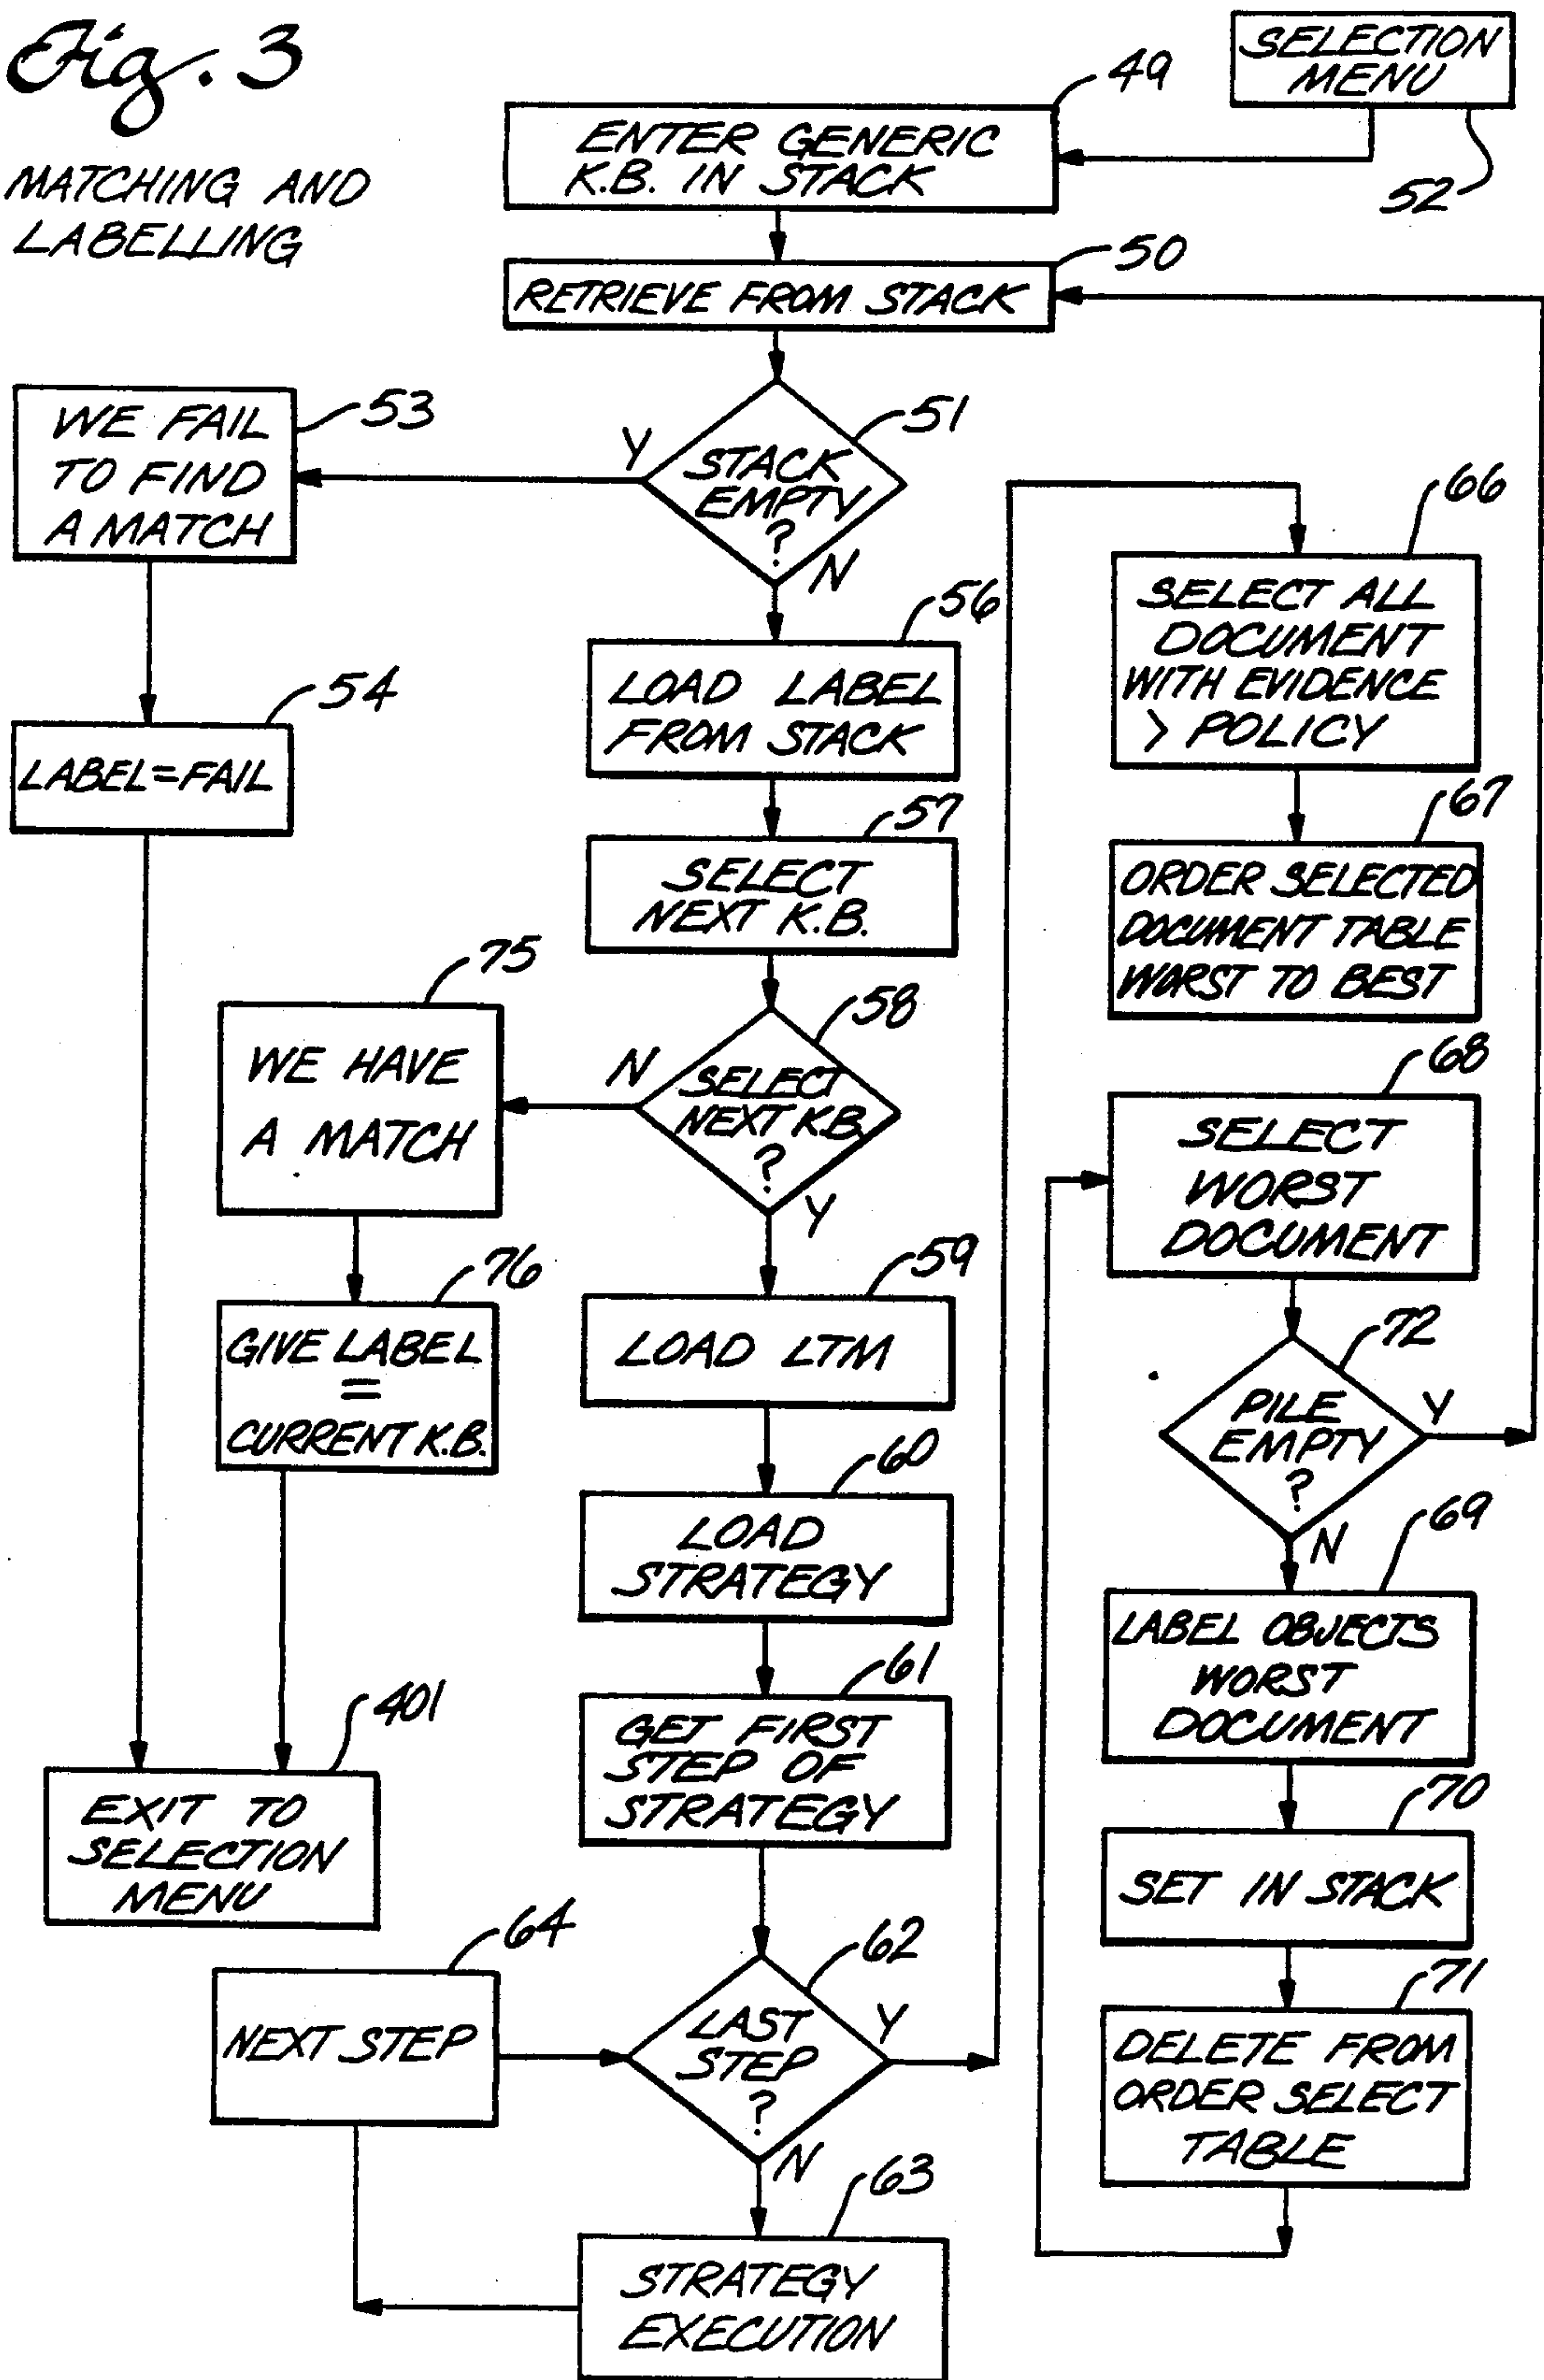 Fig. 3
MATCHING AND
LABELLING
SELECTION
MENU
52
49
ENTER GENERIC
K.B. IN STACK
50
RETRIEVE FROM STACK
51
STACK
EMPTY
?
Y
N
53
WE FAIL
TO FIND
A MATCH
54
LABEL=FAIL
56
LOAD LABEL
FROM STACK
57
SELECT
NEXT K.B.
58
SELECT
NEXT K.B.
?
N
Y
75
WE HAVE
A MATCH
76
GIVE LABEL
=
CURRENT K.B.
401
EXIT TO
SELECTION
MENU
59
LOAD LTM
60
LOAD
STRATEGY
61
GET FIRST
STEP OF
STRATEGY
62
LAST
STEP
?
Y
N
64
NEXT STEP
63
STRATEGY
EXECUTION
66
SELECT ALL
DOCUMENT
WITH EVIDENCE
> POLICY
67
ORDER SELECTED
DOCUMENT TABLE
WORST TO BEST
68
SELECT
WORST
DOCUMENT
72
PILE
EMPTY
?
Y
N
69
LABEL OBJECTS
WORST
DOCUMENT
70
SET IN STACK
71
DELETE FROM
ORDER SELECT
TABLE